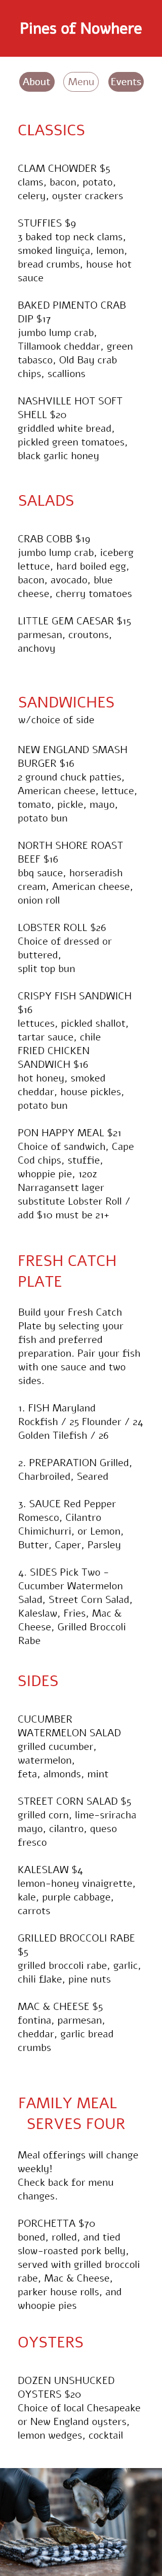 Pines of Nowhere
About Menu Events
CLASSICS
CLAM CHOWDER $5
clams, bacon, potato,
celery, oyster crackers
STUFFIES $9
3 baked top neck clams,
smoked linguiça, lemon,
bread crumbs, house hot
sauce
BAKED PIMENTO CRAB
DIP $17
jumbo lump crab,
Tillamook cheddar, green
tabasco, Old Bay crab
chips, scallions
NASHVILLE HOT SOFT
SHELL $20
griddled white bread,
pickled green tomatoes,
black garlic honey
SALADS
CRAB COBB $19
jumbo lump crab, iceberg
lettuce, hard boiled egg,
bacon, avocado, blue
cheese, cherry tomatoes
LITTLE GEM CAESAR $15
parmesan, croutons,
anchovy
SANDWICHES
w/choice of side
NEW ENGLAND SMASH
BURGER $16
2 ground chuck patties,
American cheese, lettuce,
tomato, pickle, mayo,
potato bun
NORTH SHORE ROAST
BEEF $16
bbq sauce, horseradish
cream, American cheese,
onion roll
LOBSTER ROLL $26
Choice of dressed or
buttered,
split top bun
CRISPY FISH SANDWICH
$16
lettuces, pickled shallot,
tartar sauce, chile
FRIED CHICKEN
SANDWICH $16
hot honey, smoked
cheddar, house pickles,
potato bun
PON HAPPY MEAL $21
Choice of sandwich, Cape
Cod chips, stuffie,
whoppie pie, 12oz
Narragansett lager
substitute Lobster Roll /
add $10 must be 21+
FRESH CATCH
PLATE
Build your Fresh Catch
Plate by selecting your
fish and preferred
preparation. Pair your fish
with one sauce and two
sides.
1. FISH Maryland
Rockfish / 25 Flounder / 24
Golden Tilefish / 26
2. PREPARATION Grilled,
Charbroiled, Seared
3. SAUCE Red Pepper
Romesco, Cilantro
Chimichurri, or Lemon,
Butter, Caper, Parsley
4. SIDES Pick Two -
Cucumber Watermelon
Salad, Street Corn Salad,
Kaleslaw, Fries, Mac &
Cheese, Grilled Broccoli
Rabe
SIDES
CUCUMBER
WATERMELON SALAD
grilled cucumber,
watermelon,
feta, almonds, mint
STREET CORN SALAD $5
grilled corn, lime-sriracha
mayo, cilantro, queso
fresco
KALESLAW $4
lemon-honey vinaigrette,
kale, purple cabbage,
carrots
GRILLED BROCCOLI RABE
$5
grilled broccoli rabe, garlic,
chili flake, pine nuts
MAC & CHEESE $5
fontina, parmesan,
cheddar, garlic bread
crumbs
FAMILY MEAL
SERVES FOUR
Meal offerings will change
weekly!
Check back for menu
changes.
PORCHETTA $70
boned, rolled, and tied
slow-roasted pork belly,
served with grilled broccoli
rabe, Mac & Cheese,
parker house rolls, and
whoopie pies
OYSTERS
DOZEN UNSHUCKED
OYSTERS $20
Choice of local Chesapeake
or New England oysters,
lemon wedges, cocktail